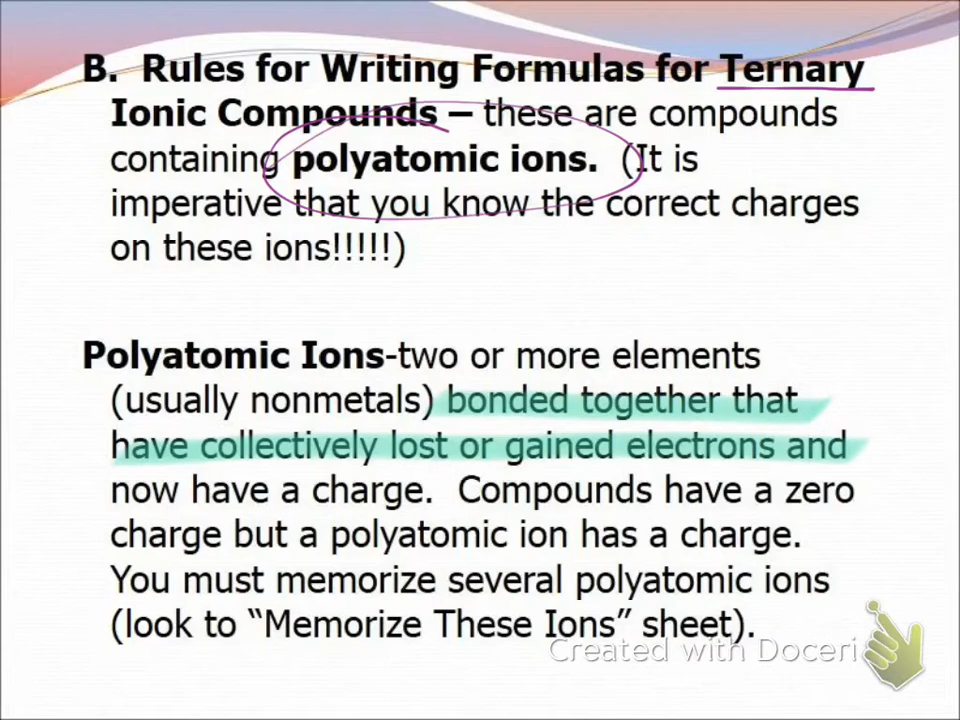 B. Rules for Writing Formulas for Ternary
Ionic Compounds – these are compounds
containing polyatomic ions. (It is
imperative that you know the correct charges
on these ions!!!!!)
Polyatomic Ions-two or more elements
(usually nonmetals) bonded together that
have collectively lost or gained electrons and
now have a charge. Compounds have a zero
charge but a polyatomic ion has a charge.
You must memorize several polyatomic ions
(look to “Memorize These Ions” sheet).
Created with Doceri